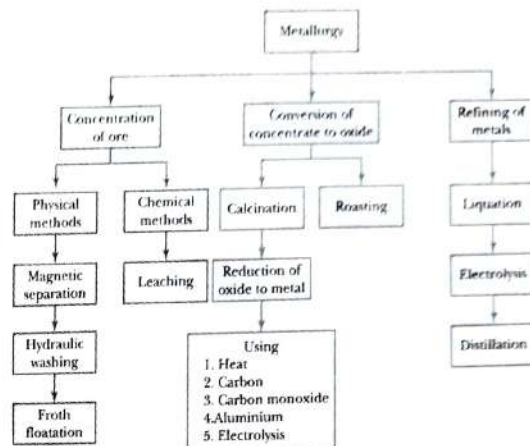 Metallurgy
Concentration
of ore
Conversion of
concentrate to oxide
Refining of
metals
Physical
methods
Chemical
methods
Calcination
Roasting
Liquation
Magnetic
separation
Leaching
Reduction of
oxide to metal
Electrolysis
Hydraulic
washing
Using
1. Heat
2. Carbon
3. Carbon monoxide
4.Aluminium
5. Electrolysis
Distillation
Froth
floatation